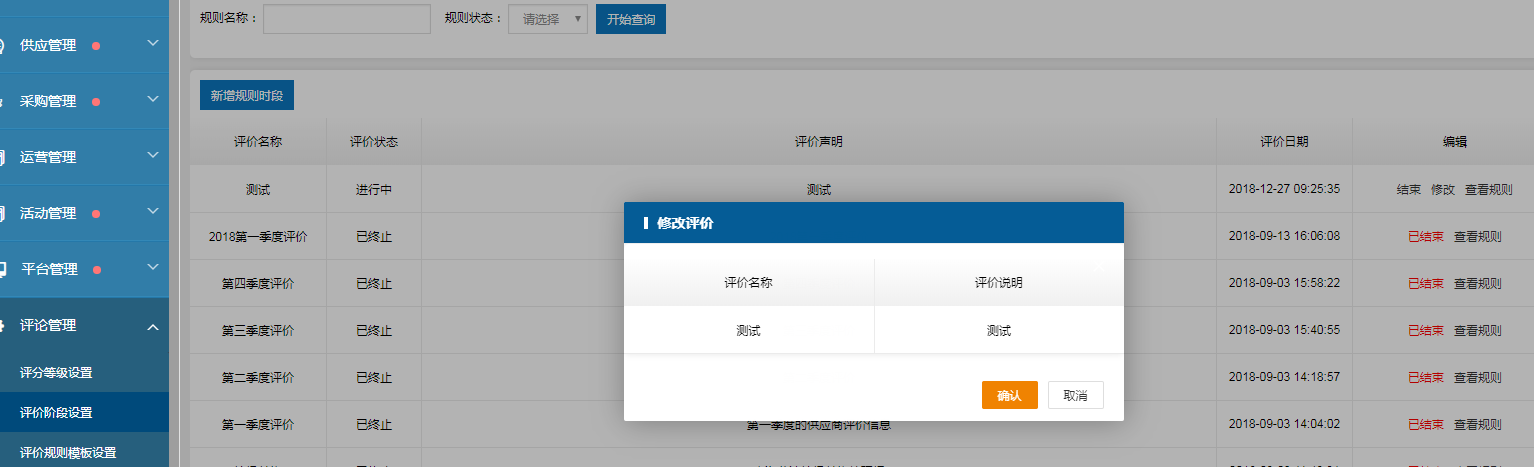 规则名称：
规则状态：
请选择
开始查询
供应管理
采购管理
运营管理
活动管理
平台管理
评论管理
评分等级设置
评价阶段设置
评价规则模板设置
新增规则时段
评价名称 评价状态 评价声明 评价日期 编辑
测试 进行中 测试 2018-12-27 09:25:35 结束 修改 查看规则
2018第一季度评价 已终止 2018-09-13 16:06:08 已结束 查看规则
第四季度评价 已终止 2018-09-03 15:58:22 已结束 查看规则
第三季度评价 已终止 2018-09-03 15:40:55 已结束 查看规则
第二季度评价 已终止 2018-09-03 14:18:57 已结束 查看规则
第一季度评价 已终止 第一季度的供应商评价信息 2018-09-03 14:04:02 已结束 查看规则
修改评价
评价名称 评价说明
测试 测试
确认 取消